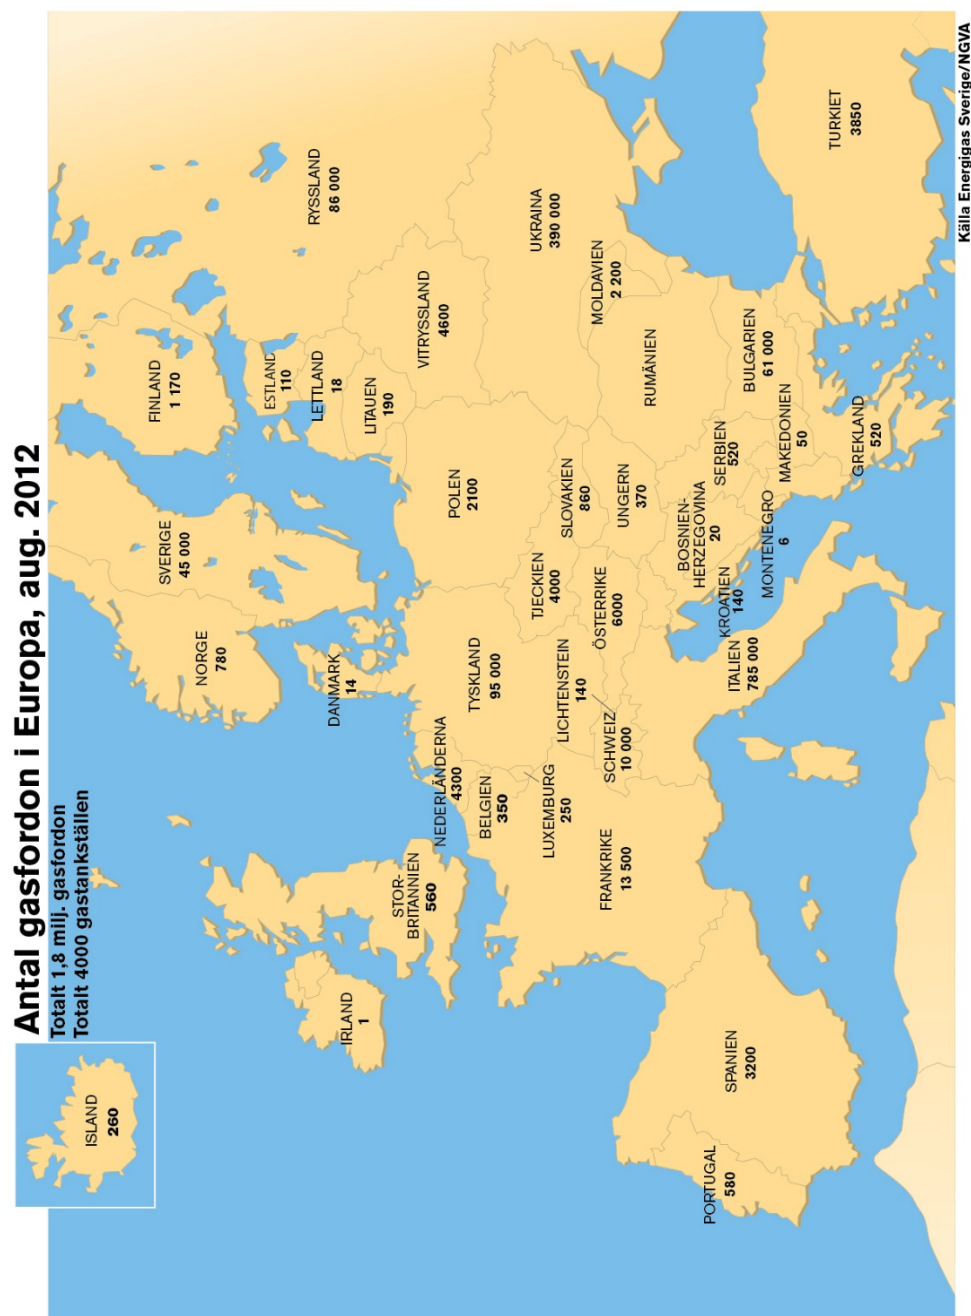 Antal gasfordon i Europa, aug. 2012
Totalt 1,8 milj. gasfordon
Totalt 4000 gastankställen
ISLAND
260
NORGE
780
SVERIGE
45 000
FINLAND
1 170
RYSSLAND
86 000
ESTLAND
110
LETTLAND
18
LITAUEN
190
VITRYSSLAND
4600
DANMARK
14
IRLAND
1
STOR-
BRITANNIEN
560
NEDERLÄNDERNA
4300
BELGIEN
350
LUXEMBURG
250
TYSKLAND
95 000
POLEN
2100
TJECKIEN
4000
SLOVAKIEN
860
UKRAINA
390 000
MOLDAVIEN
2 200
LICHTENSTEIN
140
ÖSTERRIKE
6000
UNGERN
370
RUMÄNIEN
FRANKRIKE
13 500
SCHWEIZ
10 000
PORTUGAL
580
SPANIEN
3200
ITALIEN
785 000
KROATIEN
140
BOSNIEN-
HERZEGOVINA
20
SERBIEN
520
MONTENEGRO
6
MAKEDONIEN
50
BULGARIEN
61 000
GREKLAND
520
TURKIET
3850
Källa Energigas Sverige/NGVA